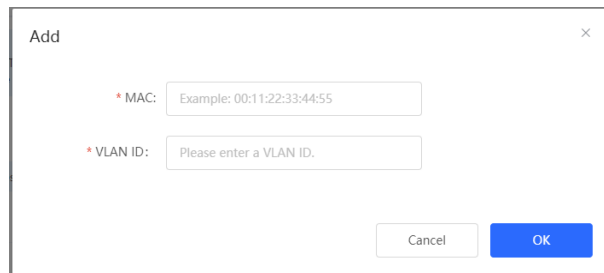 Add
* MAC: Example: 00:11:22:33:44:55
* VLAN ID: Please enter a VLAN ID.
Cancel OK